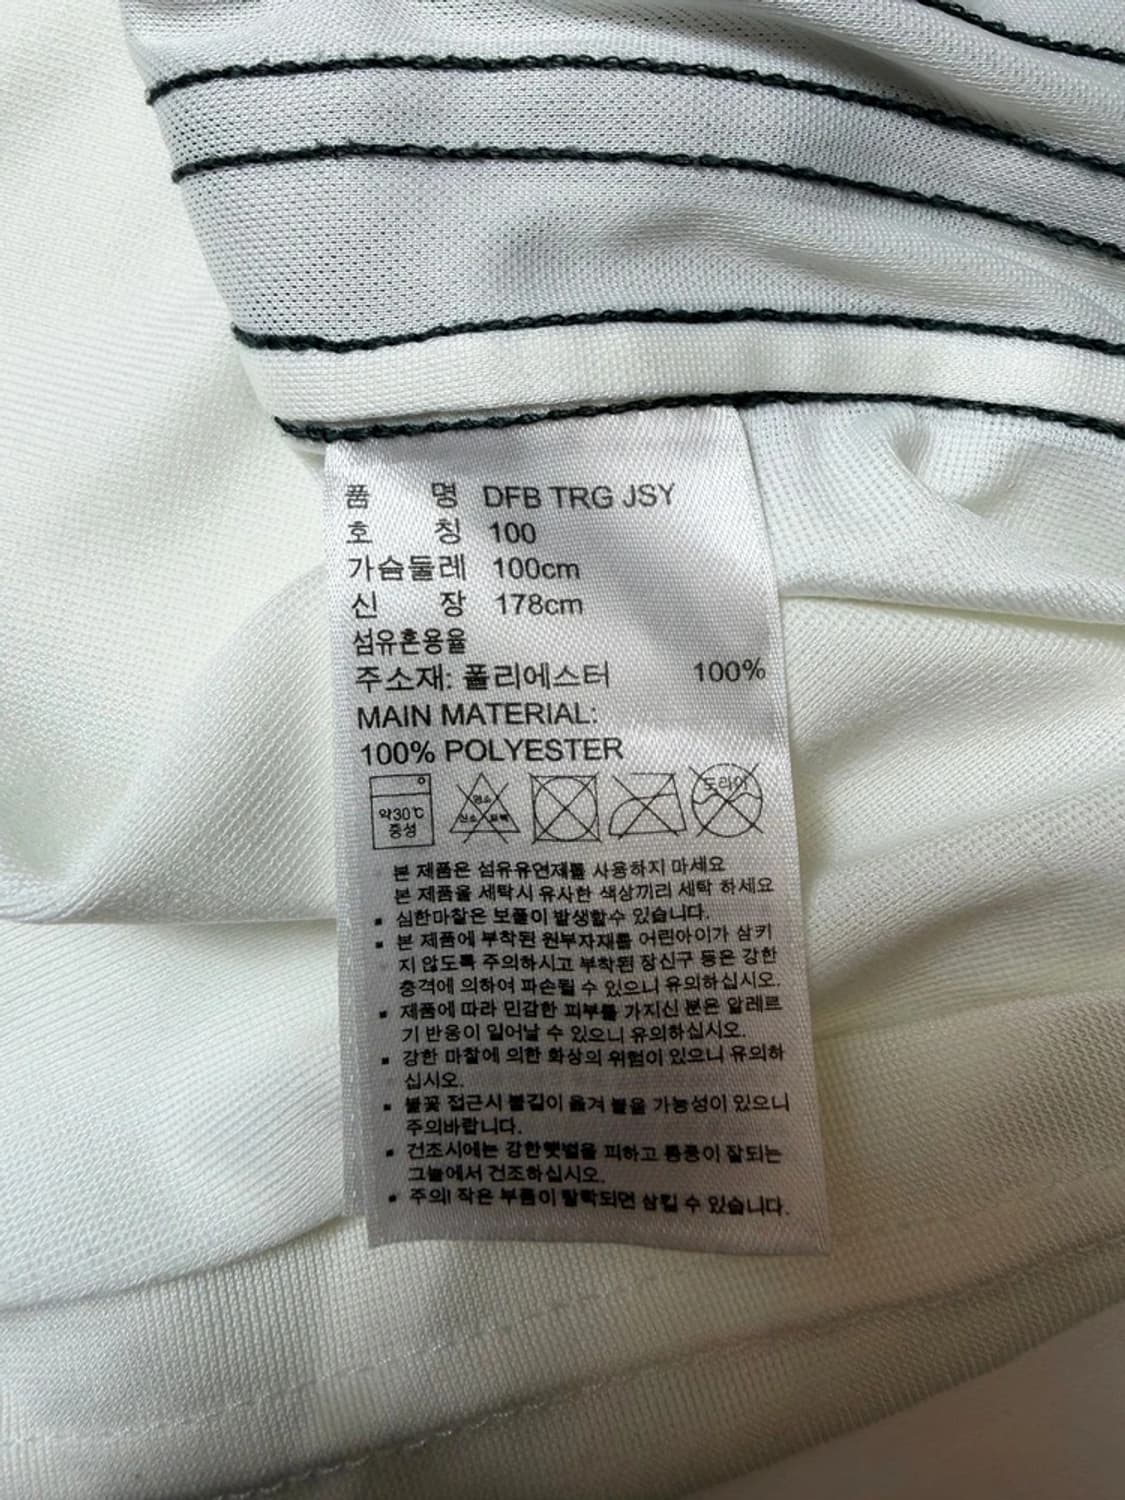 품 명 DFB TRG JSY
호 칭 100
가슴둘레 100cm
신 장 178cm
섬유혼용율
주소재: 폴리에스터 100%
MAIN MATERIAL:
100% POLYESTER
약30℃
중성
염소
산소 표백
드라이
본 제품은 섬유유연제를 사용하지 마세요
본 제품을 세탁시 유사한 색상끼리 세탁 하세요
▪ 심한마찰은 보풀이 발생할수 있습니다.
▪ 본 제품에 부착된 원부자재를 어린아이가 삼키
지 않도록 주의하시고 부착된 장신구 등은 강한
충격에 의하여 파손될 수 있으니 유의하십시오.
▪ 제품에 따라 민감한 피부를 가지신 분은 알레르
기 반응이 일어날 수 있으니 유의하십시오.
▪ 강한 마찰에 의한 화상의 위험이 있으니 유의하
십시오.
▪ 불꽃 접근시 불길이 옮겨 붙을 가능성이 있으니
주의바랍니다.
▪ 건조시에는 강한햇볕을 피하고 통풍이 잘되는
그늘에서 건조하십시오.
▪ 주의! 작은 부품이 탈락되면 삼킬 수 있습니다.